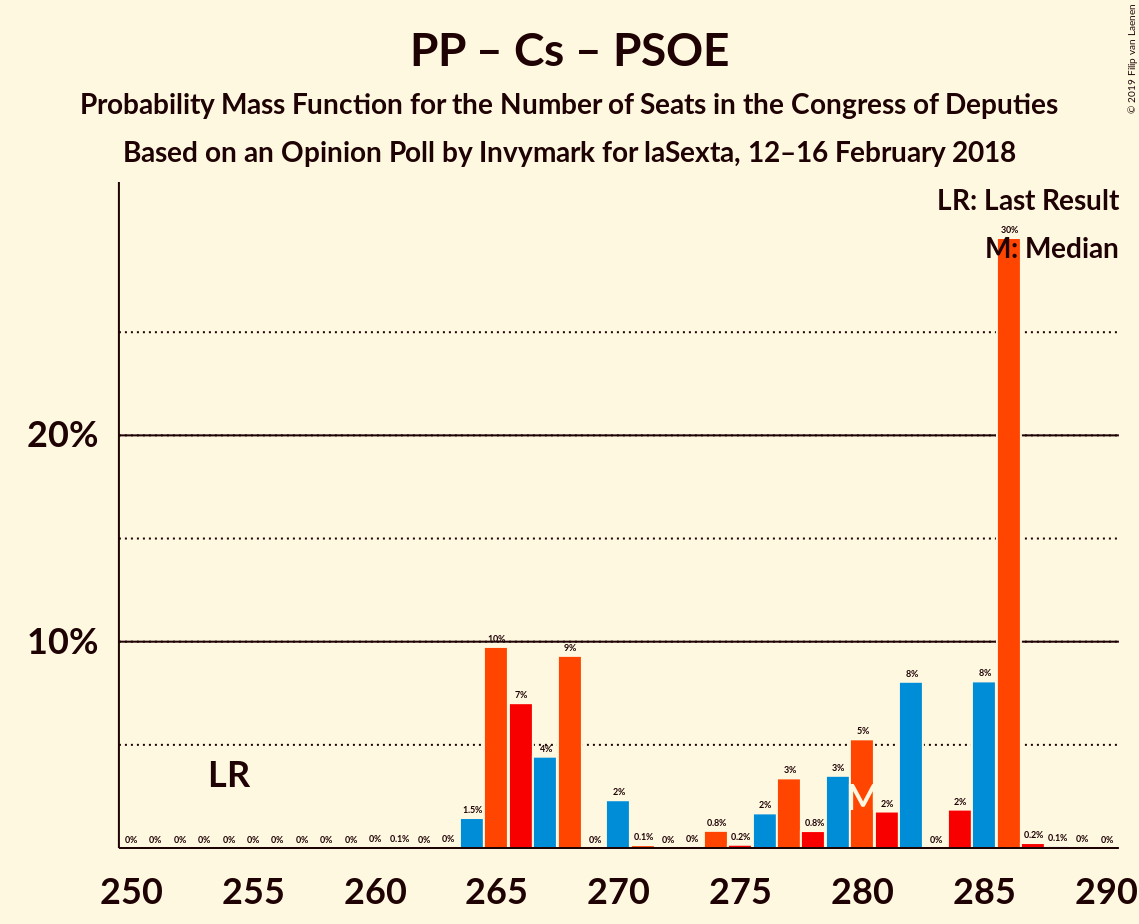 PP – Cs – PSOE
Probability Mass Function for the Number of Seats in the Congress of Deputies
Based on an Opinion Poll by Invymark for laSexta, 12–16 February 2018
© 2019 Filip van Laenen
LR: Last Result
M: Median
20%
10%
LR
M
0% 0% 0% 0% 0% 0% 0% 0% 0% 0% 0% 0.1% 0% 0% 1.5% 10% 7% 4% 9% 0% 2% 0.1% 0% 0% 0.8% 0.2% 2% 3% 0.8% 3% 5% 2% 8% 0% 2% 8% 30% 0.2% 0.1% 0% 0%
250 255 260 265 270 275 280 285 290